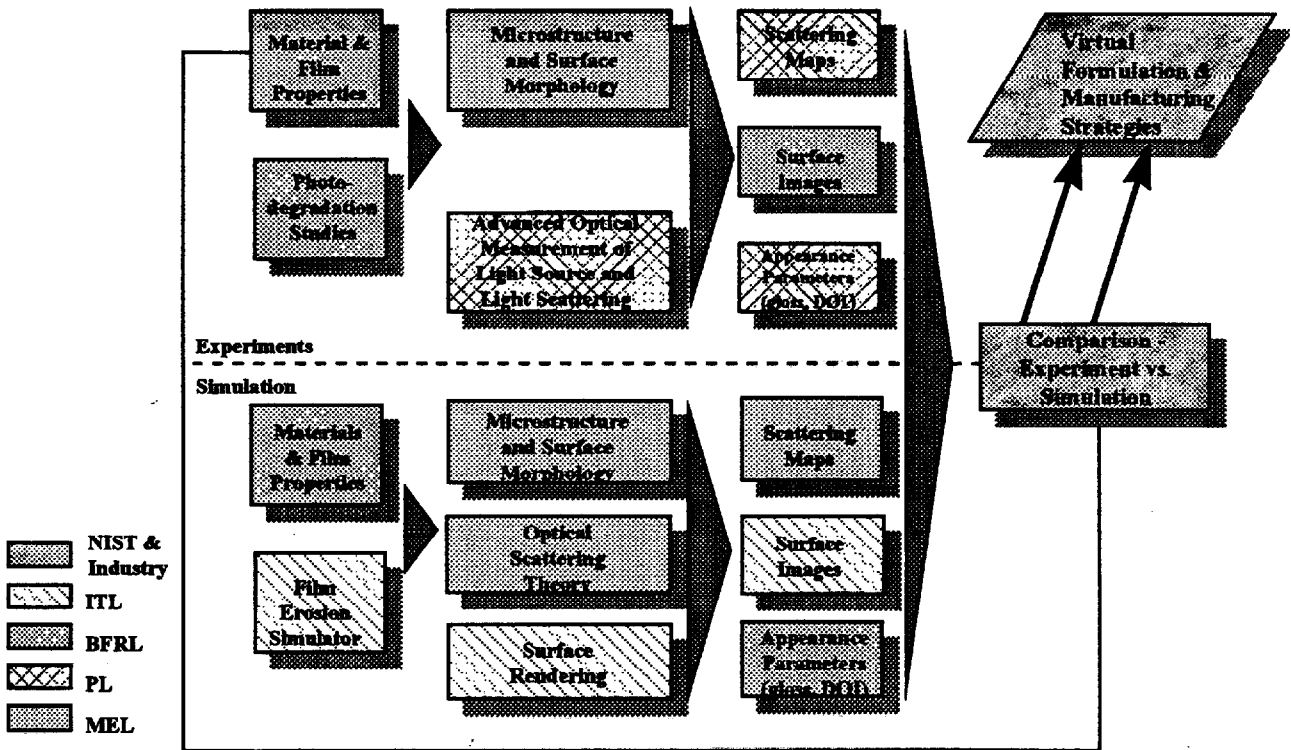 Material &
Film
Properties
Photo-
degradation
Studies
Microstructure
and Surface
Morphology
Advanced Optical
Measurement of
Light Source and
Light Scattering
Scattering
Maps
Surface
Images
Appearance
Parameters
(gloss, DOI)
Virtual
Formulation &
Manufacturing
Strategies
Experiments
Simulation
Comparison -
Experiment vs.
Simulation
Materials
& Film
Properties
Film
Erosion
Simulator
Microstructure
and Surface
Morphology
Optical
Scattering
Theory
Surface
Rendering
Scattering
Maps
Surface
Images
Appearance
Parameters
(gloss, DOI)
NIST &
Industry
ITL
BFRL
PL
MEL